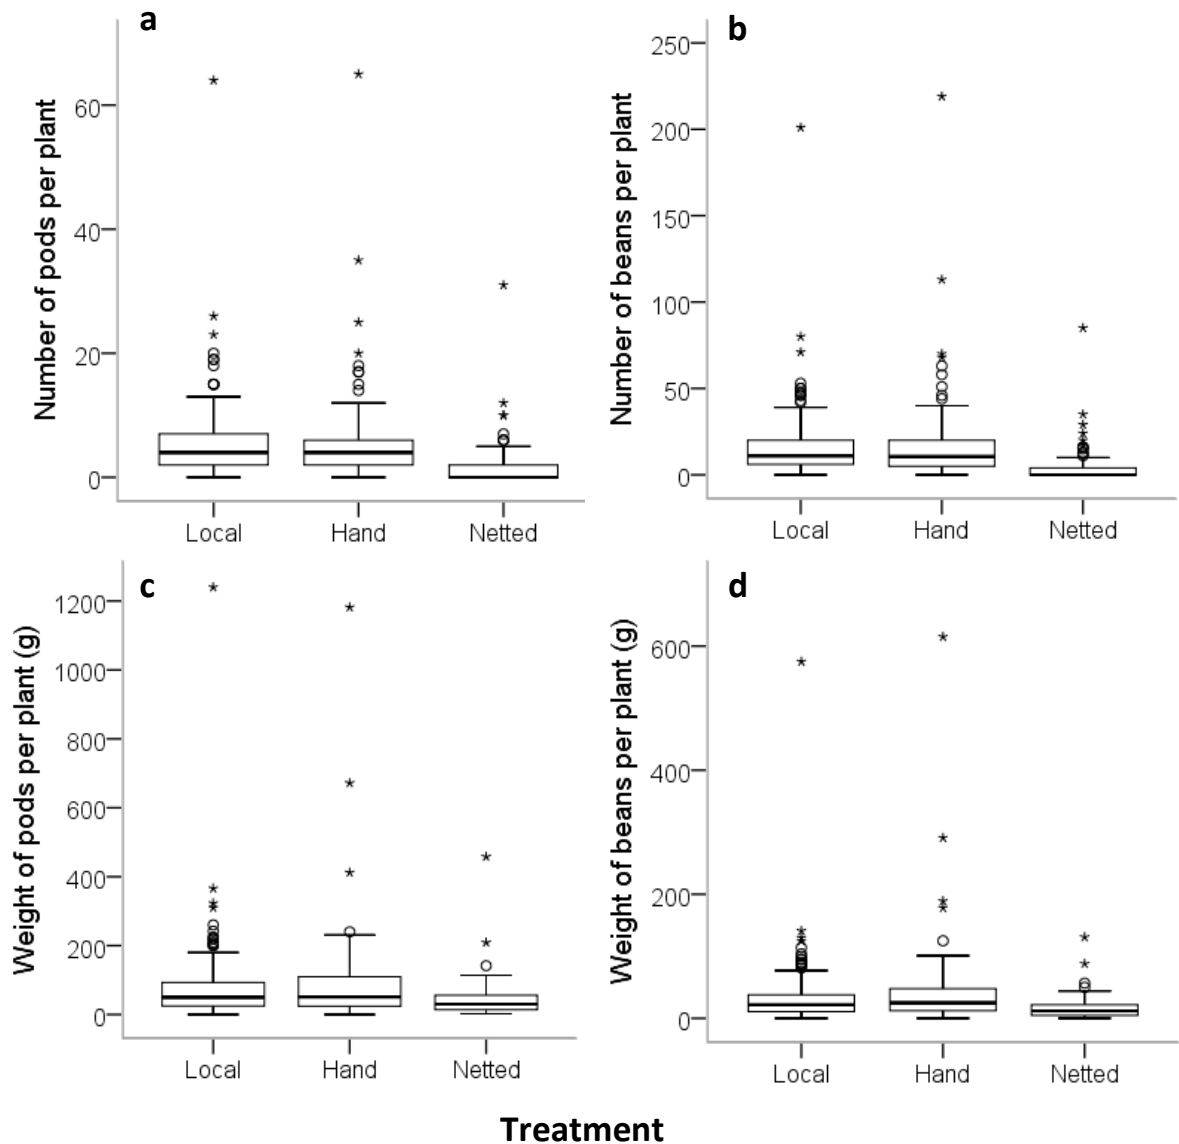 a
Number of pods per plant
60
40
20
0
Local Hand Netted
b
Number of beans per plant
250
200
150
100
50
0
Local Hand Netted
c
Weight of pods per plant (g)
1200
1000
800
600
400
200
0
Local Hand Netted
d
Weight of beans per plant (g)
600
400
200
0
Local Hand Netted
Treatment